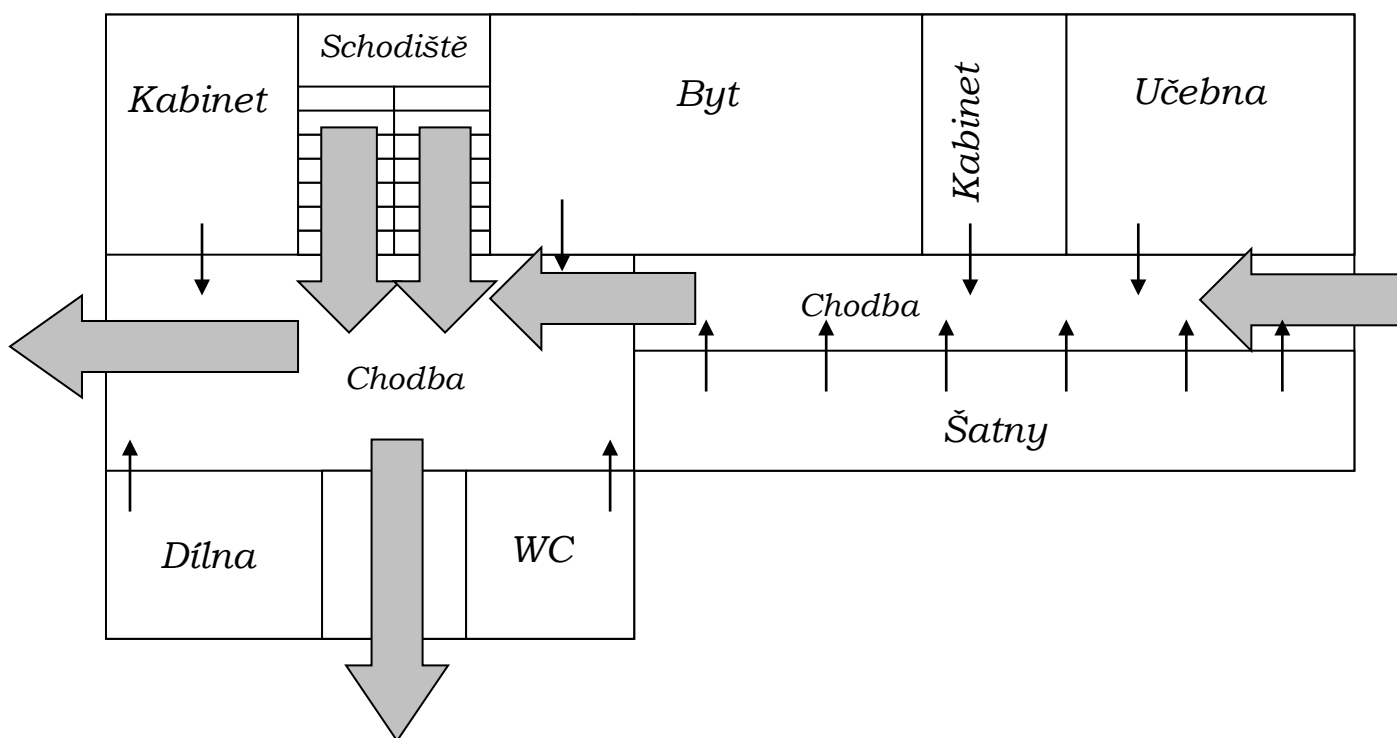 Schodiště
Kabinet
Byt
Kabinet
Učebna
Chodba
Chodba
Šatny
Dílna
WC